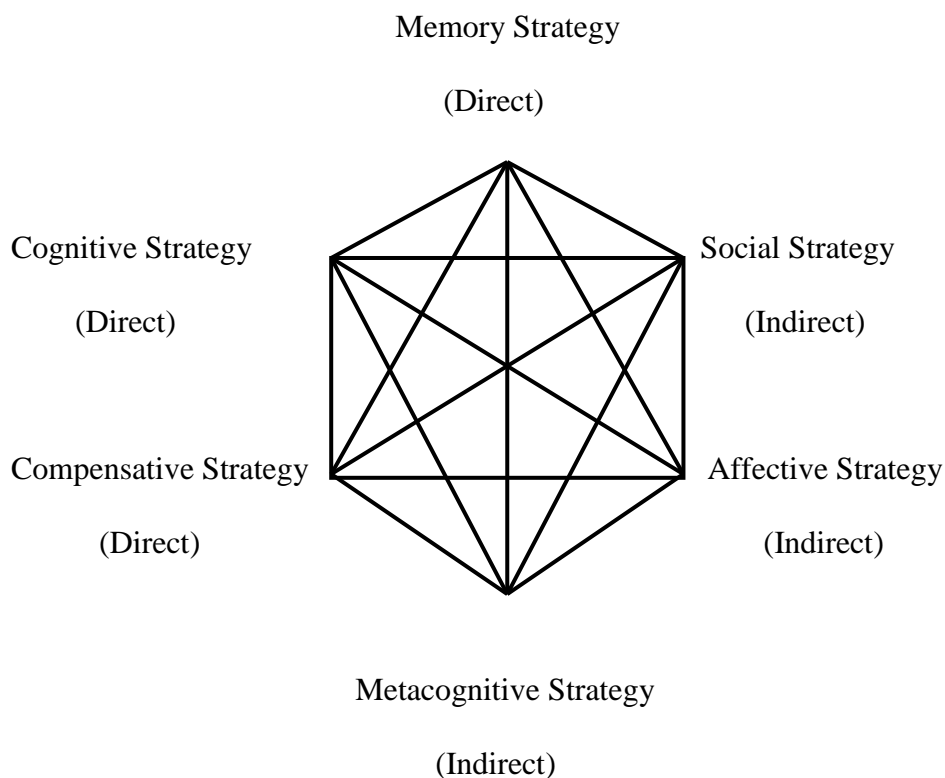 Memory Strategy
(Direct)
Cognitive Strategy
Social Strategy
(Direct)
(Indirect)
Compensative Strategy
Affective Strategy
(Direct)
(Indirect)
Metacognitive Strategy
(Indirect)